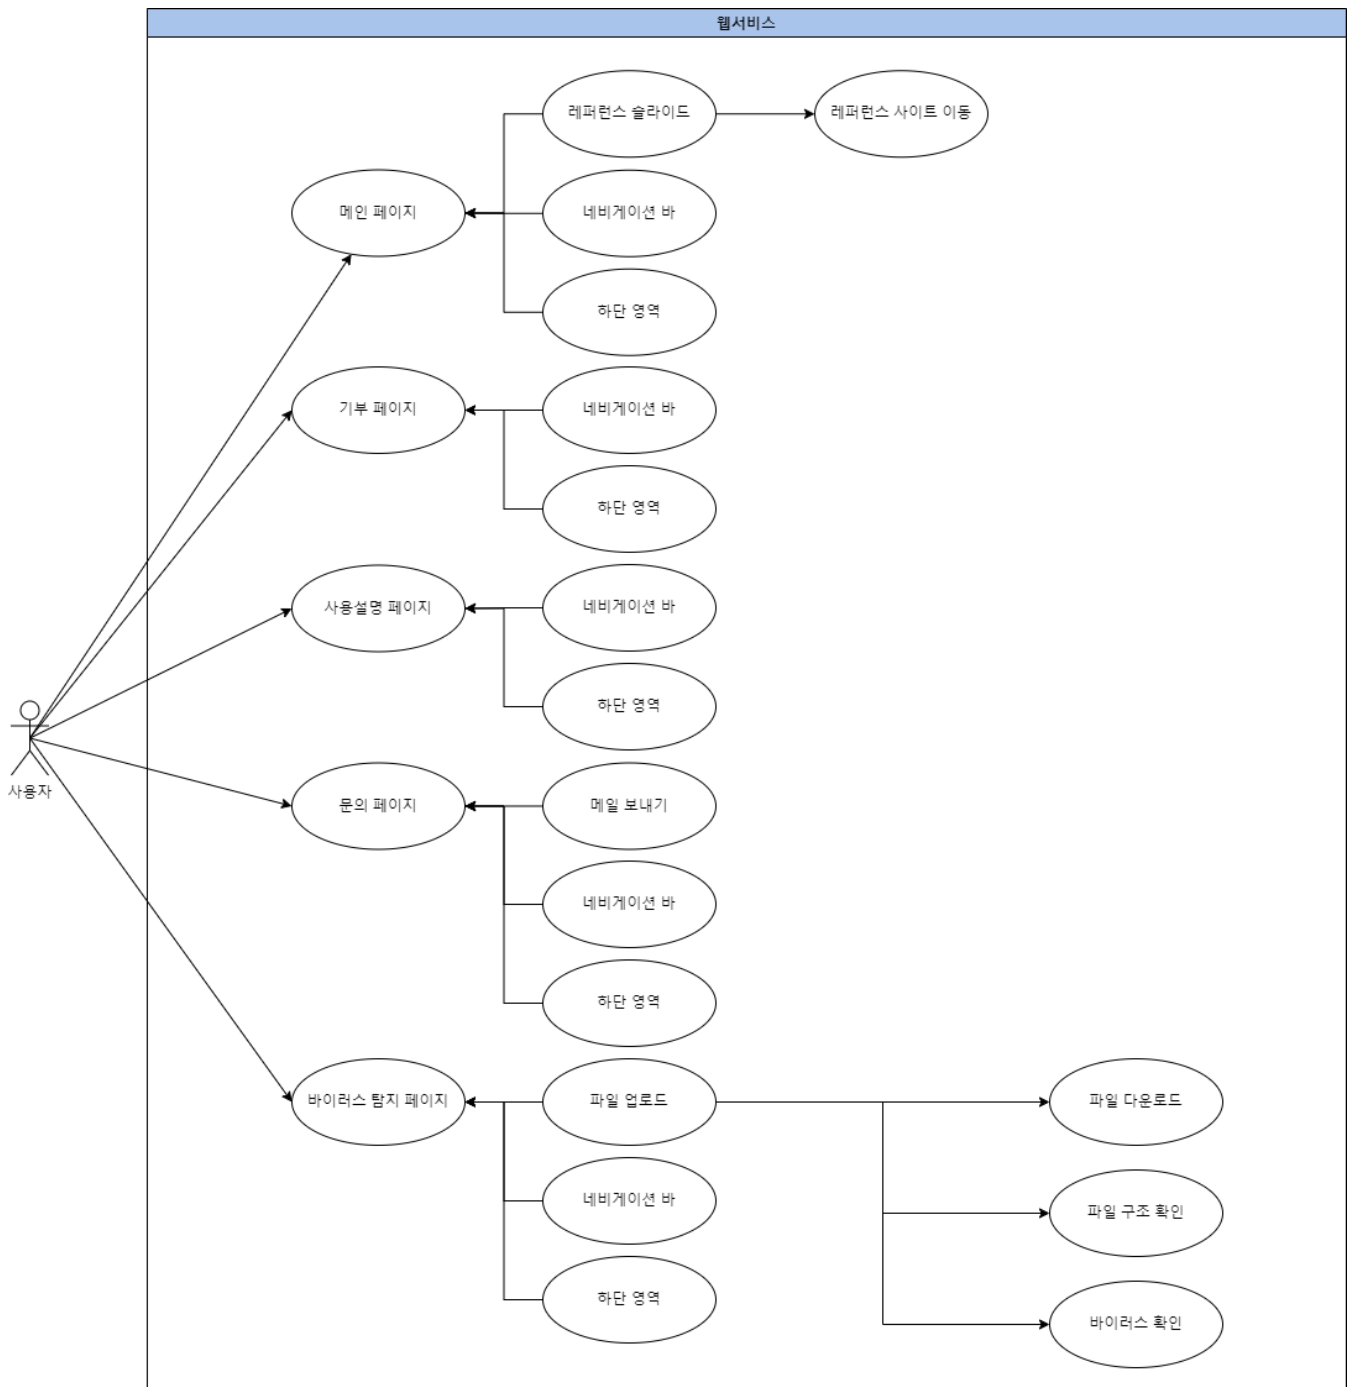 웹서비스
레퍼런스 슬라이드
레퍼런스 사이트 이동
메인 페이지
네비게이션 바
하단 영역
기부 페이지
네비게이션 바
하단 영역
사용설명 페이지
네비게이션 바
하단 영역
사용자
문의 페이지
메일 보내기
네비게이션 바
하단 영역
바이러스 탐지 페이지
파일 업로드
파일 다운로드
네비게이션 바
파일 구조 확인
하단 영역
바이러스 확인